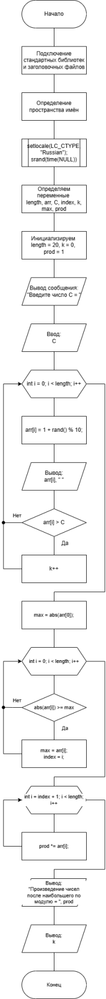 Начало
Подключение
стандартных библиотек
и заголовочных файлов
Определение
пространства имён
setlocale(LC_CTYPE,
"Russian");
srand(time(NULL))
Определяем
переменные
length, arr, C, index, k,
max, prod
Инициализируем
length = 20, k = 0,
prod = 1
Вывод сообщения:
"Введите число C = "
Ввод:
C
int i = 0; i < length; i++
arr[i] = 1 + rand() % 10;
Вывод:
arr[i], " "
Нет
arr[i] > C
Да
k++
max = abs(arr[0]);
int i = 0; i < length; i++
Нет
abs(arr[i]) >= max
Да
max = arr[i];
index = i;
int i = index + 1; i < length;
i++
prod *= arr[i];
Вывод:
"Произведение чисел
после наибольшего по
модулю = ", prod
Вывод:
k
Конец